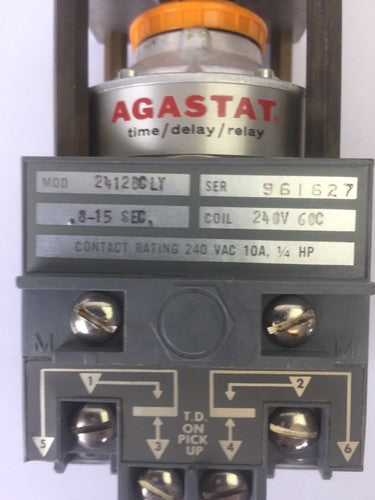 AGASTAT
time/delay/relay
MOD 2412BCLY SER 961627
.8-15 SEC. COIL 240V 60C
CONTACT RATING 240 VAC 10A, ¼ HP
M M
1 2
T.D.
ON
PICK
UP
5 3 4 6